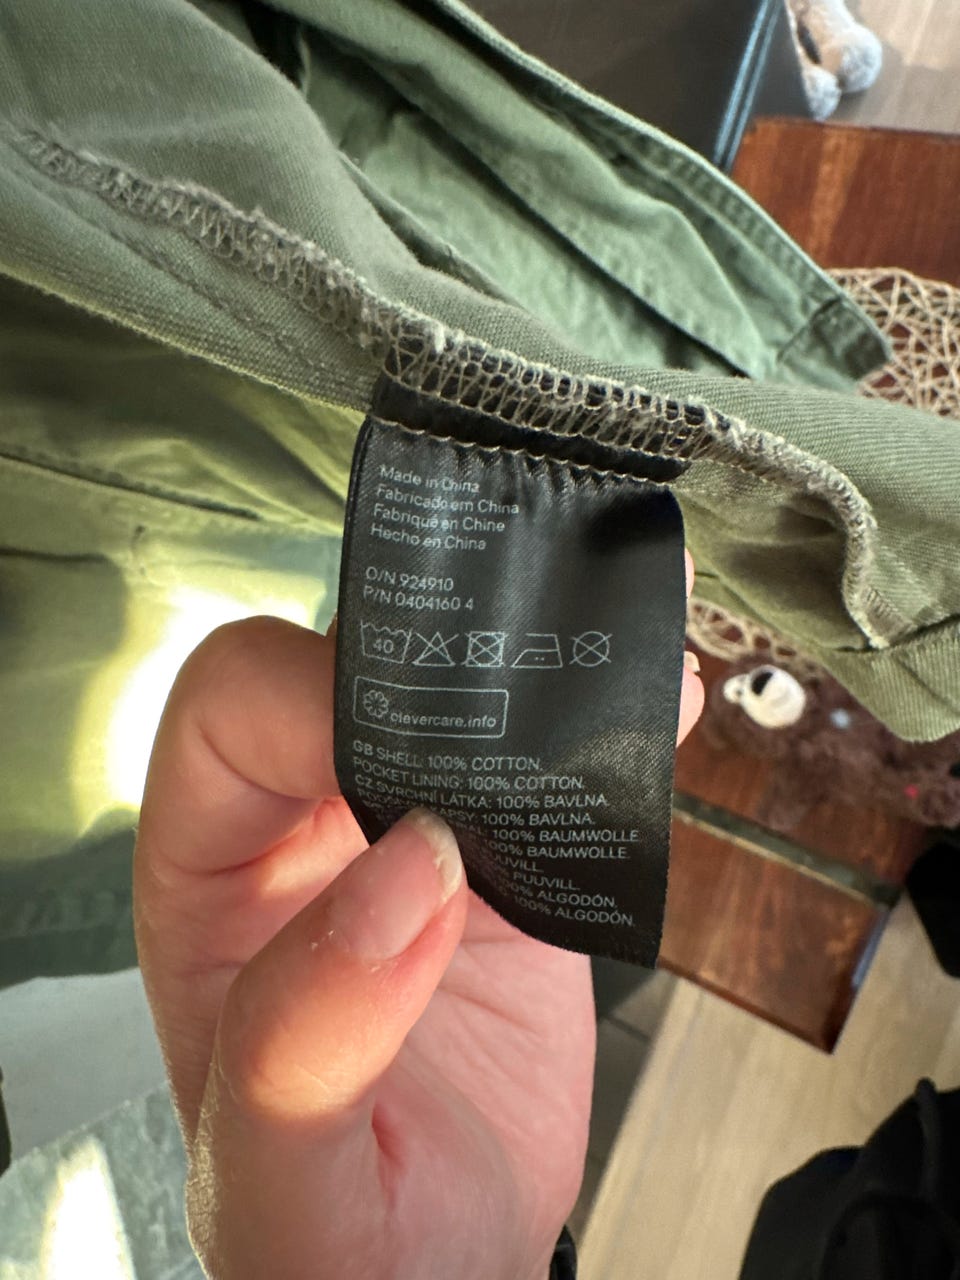 Made in China
Fabricado em China
Fabriqué en Chine
Hecho en China
O/N 924910
P/N 0404160 4
40
clevercare.info
GB SHELL: 100% COTTON.
POCKET LINING: 100% COTTON.
CZ SVRCHNÍ LÁTKA: 100% BAVLNA.
100% BAVLNA.
100% BAUMWOLLE.
100% BAUMWOLLE.
PUUVILL.
100% ALGODÓN.
100% ALGODÓN.